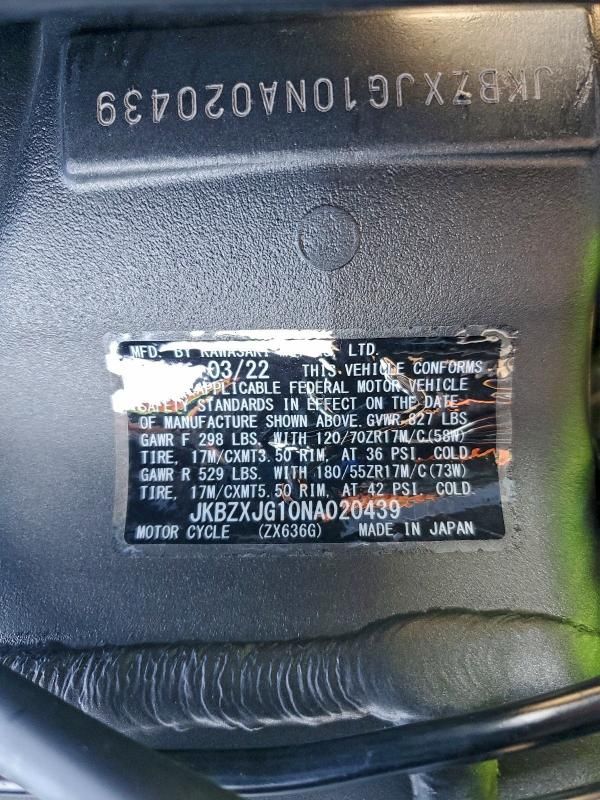 JKBZXJG10NA020439
MFD. BY KAWASAKI LTD.
03/22 THIS VEHICLE CONFORMS
APPLICABLE FEDERAL MOTOR VEHICLE
SAFETY STANDARDS IN EFFECT ON THE DATE
OF MANUFACTURE SHOWN ABOVE. GVWR 827 LBS
GAWR F 298 LBS. WITH 120/70ZR17M/C(58W)
TIRE, 17M/CXMT3.50 RIM, AT 36 PSI. COLD
GAWR R 529 LBS. WITH 180/55ZR17M/C(73W)
TIRE, 17M/CXMT5.50 RIM, AT 42 PSI. COLD
JKBZXJG10NA020439
MOTOR CYCLE (ZX636G) MADE IN JAPAN